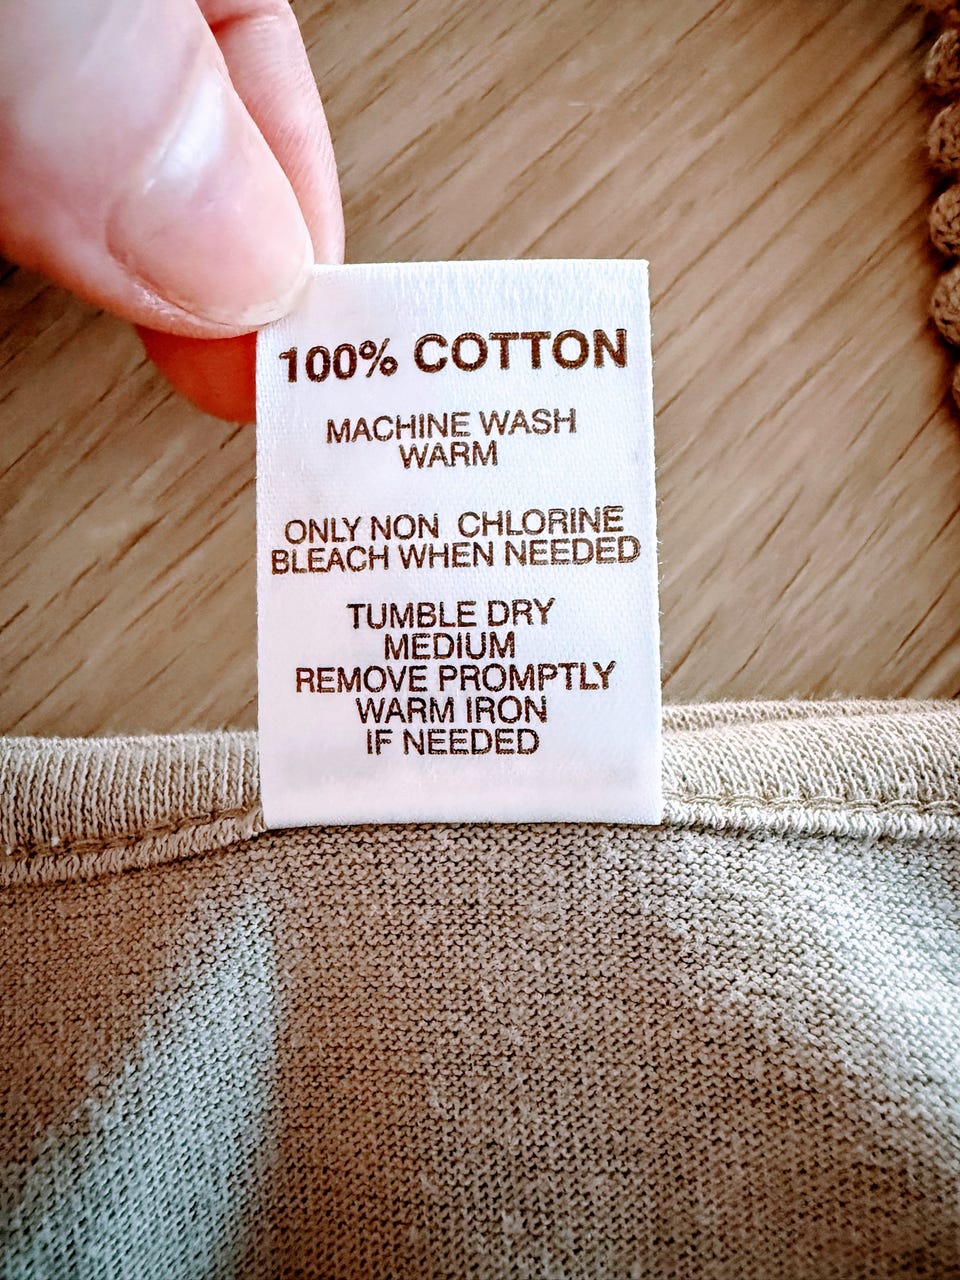 100% COTTON
MACHINE WASH
WARM
ONLY NON CHLORINE
BLEACH WHEN NEEDED
TUMBLE DRY
MEDIUM
REMOVE PROMPTLY
WARM IRON
IF NEEDED